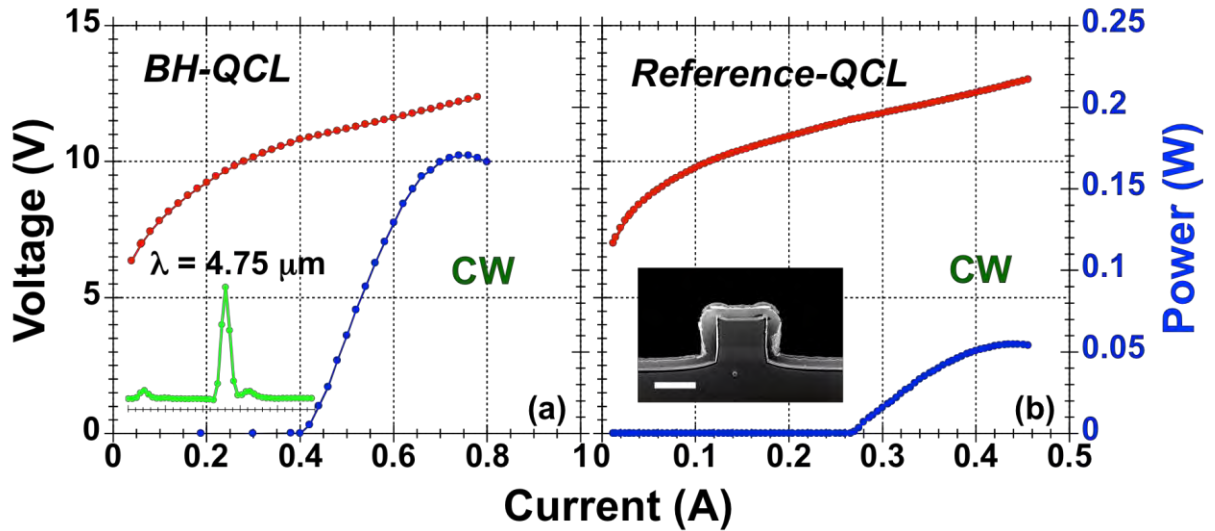 15
10
5
0
Voltage (V)
BH-QCL
λ = 4.75 μm
CW
(a)
0
0.2
0.4
0.6
0.8
1
Reference-QCL
CW
(b)
0.1
0.2
0.3
0.4
0.5
0.25
0.2
0.15
0.1
0.05
0
Power (W)
Current (A)